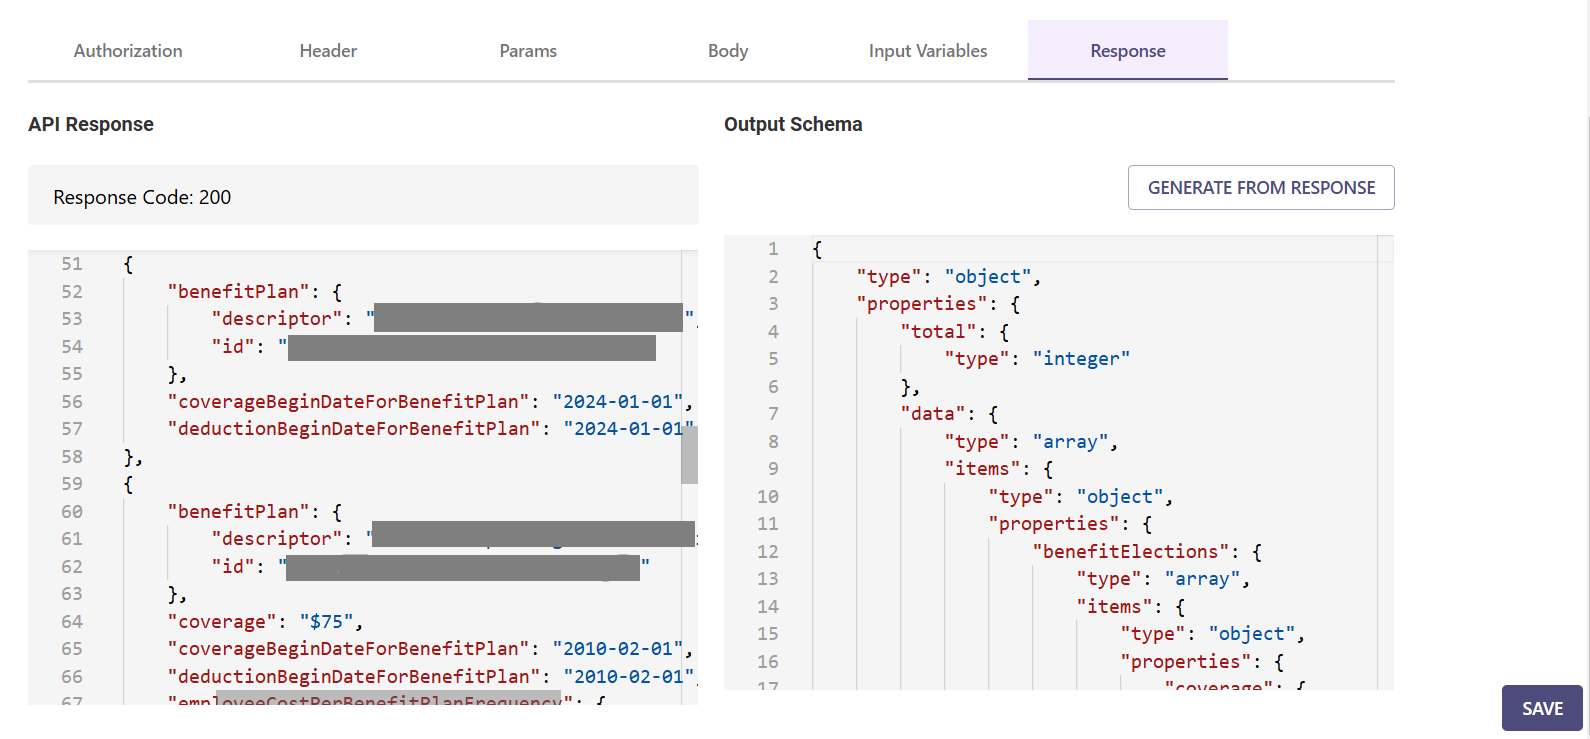 Authorization Header Params Body Input Variables Response
API Response
Response Code: 200
51 {
52 "benefitPlan": {
53 "descriptor": "",
54 "id": "
55 },
56 "coverageBeginDateForBenefitPlan": "2024-01-01",
57 "deductionBeginDateForBenefitPlan": "2024-01-01"
58 },
59 {
60 "benefitPlan": {
61 "descriptor": "
62 "id": ""
63 },
64 "coverage": "$75",
65 "coverageBeginDateForBenefitPlan": "2010-02-01",
66 "deductionBeginDateForBenefitPlan": "2010-02-01",
67 "employeeCostPerBenefitPlanFrequency": {
Output Schema
GENERATE FROM RESPONSE
1 {
2 "type": "object",
3 "properties": {
4 "total": {
5 "type": "integer"
6 },
7 "data": {
8 "type": "array",
9 "items": {
10 "type": "object",
11 "properties": {
12 "benefitElections": {
13 "type": "array",
14 "items": {
15 "type": "object",
16 "properties": {
17 "coverage": {
SAVE